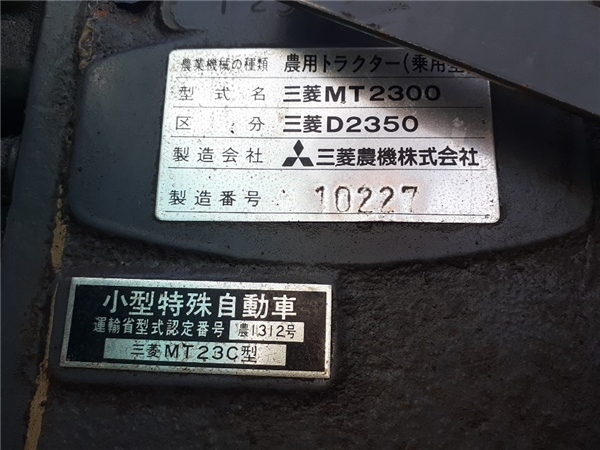 農業機械の種類 農用トラクター(乗用型
型式名 三菱MT2300
区分 三菱D2350
製造会社 三菱農機株式会社
製造番号 10227
小型特殊自動車
運輸省型式認定番号 農1312号
三菱MT23C型